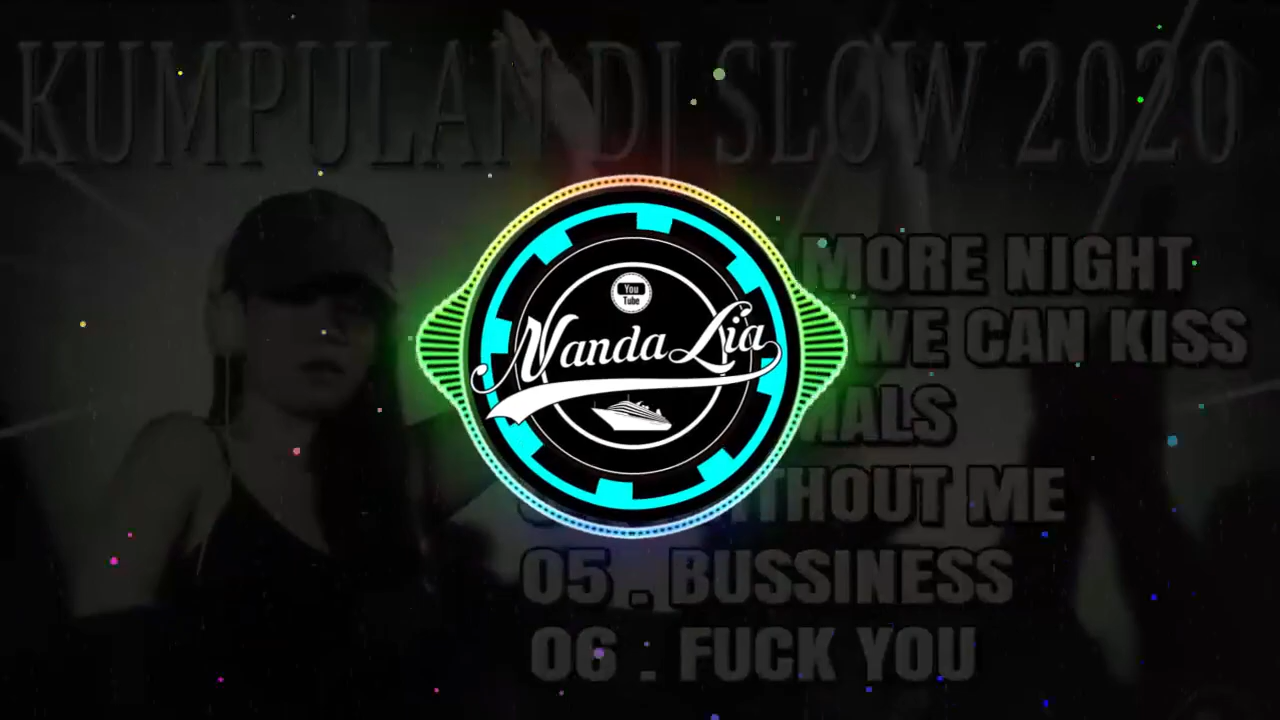 KUMPULAN DJ SLOW 2020
MORE NIGHT
You
Tube
Nanda Lia
WE CAN KISS
THOUT ME
05 . BUSSINESS
06 . FUCK YOU